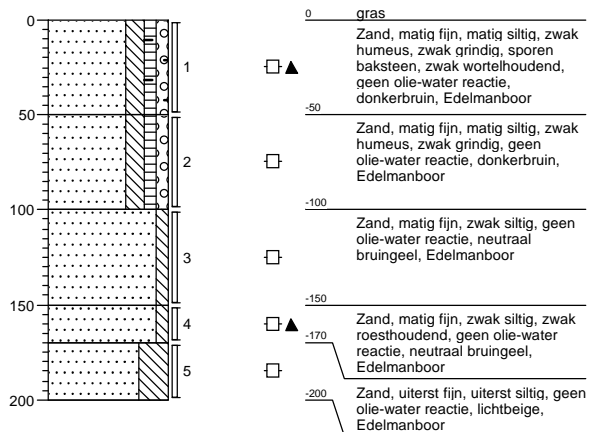 0
50
100
150
200
1
2
3
4
5
0
gras
Zand, matig fijn, matig siltig, zwak
humeus, zwak grindig, sporen
baksteen, zwak wortelhoudend,
geen olie-water reactie,
donkerbruin, Edelmanboor
-50
Zand, matig fijn, matig siltig, zwak
humeus, zwak grindig, geen
olie-water reactie, donkerbruin,
Edelmanboor
-100
Zand, matig fijn, zwak siltig, geen
olie-water reactie, neutraal
bruingeel, Edelmanboor
-150
Zand, matig fijn, zwak siltig, zwak
roesthoudend, geen olie-water
reactie, neutraal bruingeel,
Edelmanboor
-170
Zand, uiterst fijn, uiterst siltig, geen
olie-water reactie, lichtbeige,
Edelmanboor
-200